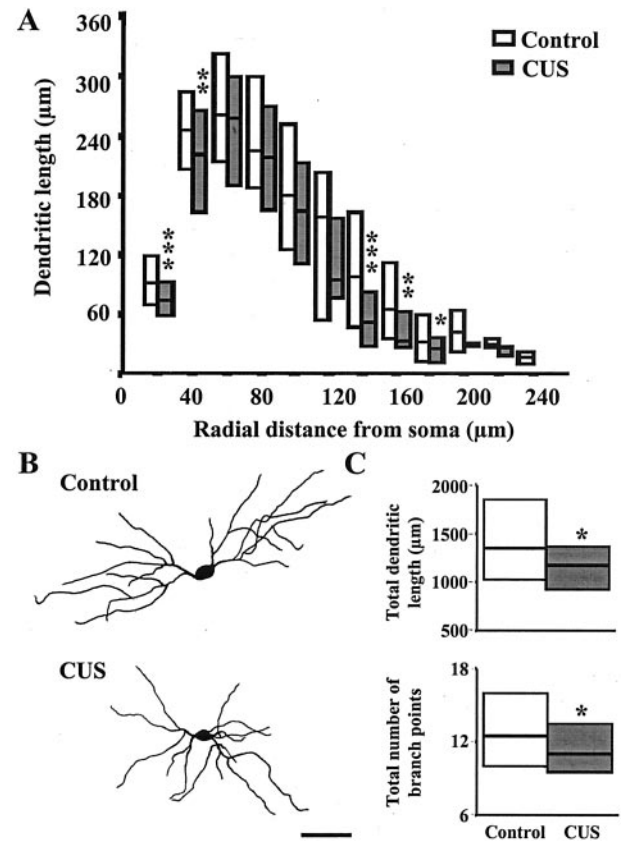 A
Control
CUS
Dendritic length (μm)
360
300
240
180
120
60
***
**
***
**
*
0 40 80 120 160 200 240
Radial distance from soma (μm)
B
Control
CUS
C
Total dendritic
length (μm)
2000
1500
1000
500
*
Total number of
branch points
18
12
6
*
Control CUS